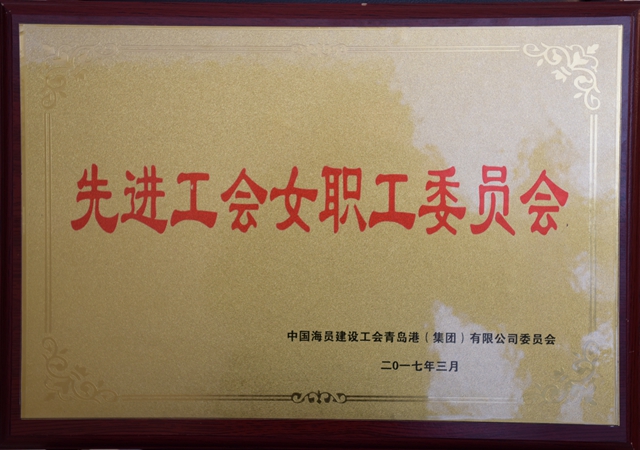 先进工会女职工委员会
中国海员建设工会青岛港（集团）有限公司委员会
二0一七年三月